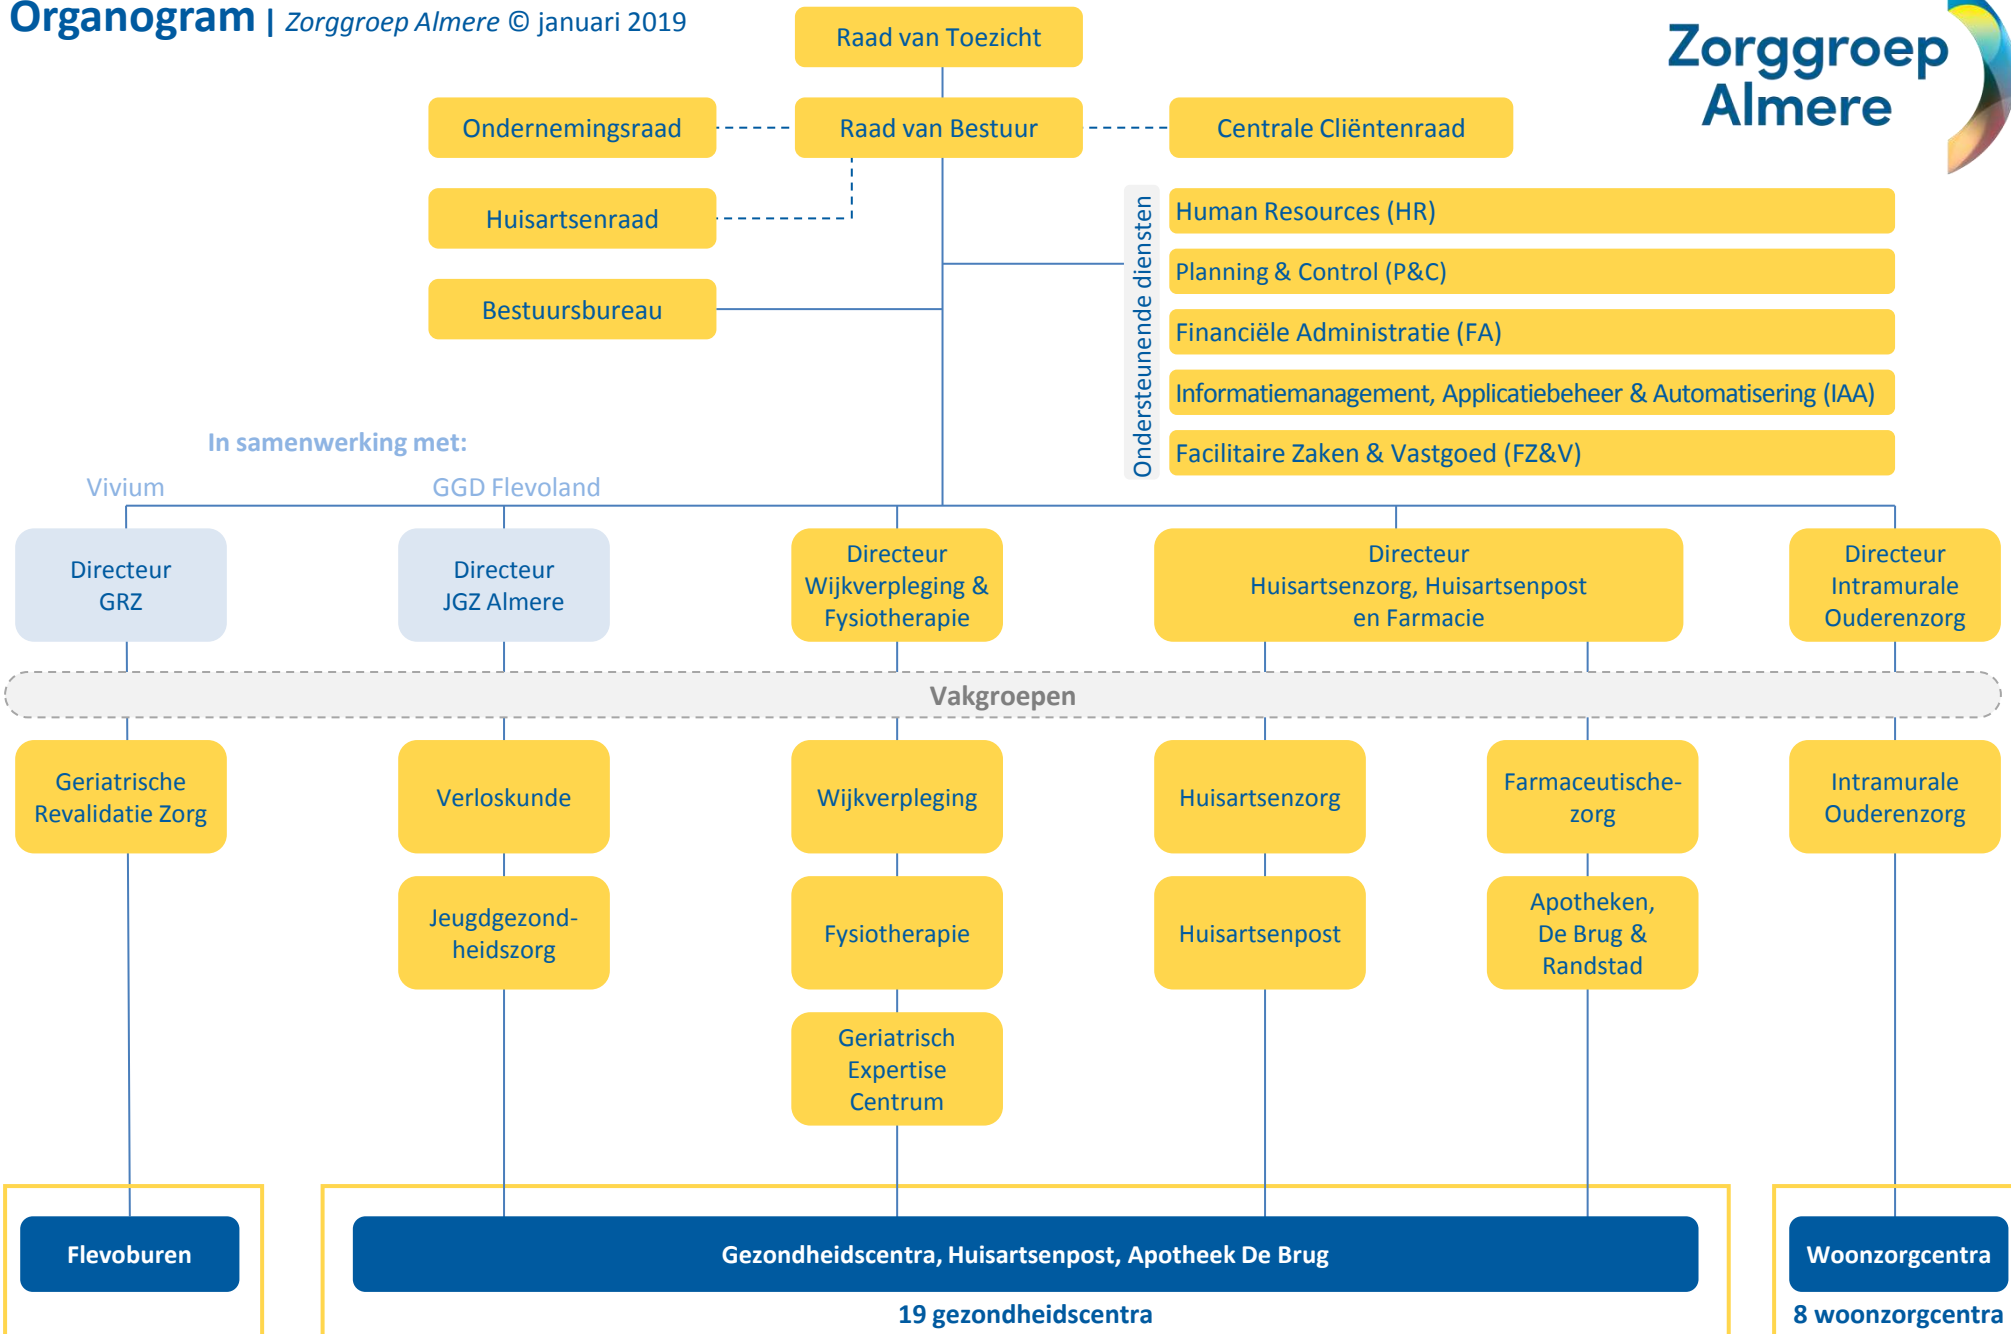 Organogram | Zorggroep Almere © januari 2019
Zorggroep
Almere
Raad van Toezicht
Ondernemingsraad
Raad van Bestuur
Centrale Cliëntenraad
Huisartsenraad
Bestuursbureau
Ondersteunende diensten
Human Resources (HR)
Planning & Control (P&C)
Financiële Administratie (FA)
Informatiemanagement, Applicatiebeheer & Automatisering (IAA)
Facilitaire Zaken & Vastgoed (FZ&V)
In samenwerking met:
Vivium
GGD Flevoland
Directeur
GRZ
Directeur
JGZ Almere
Directeur
Wijkverpleging &
Fysiotherapie
Directeur
Huisartsenzorg, Huisartsenpost
en Farmacie
Directeur
Intramurale
Ouderenzorg
Vakgroepen
Geriatrische
Revalidatie Zorg
Verloskunde
Wijkverpleging
Huisartsenzorg
Farmaceutische-
zorg
Intramurale
Ouderenzorg
Jeugdgezond-
heidszorg
Fysiotherapie
Huisartsenpost
Apotheken,
De Brug &
Randstad
Geriatrisch
Expertise
Centrum
Flevoburen
Gezondheidscentra, Huisartsenpost, Apotheek De Brug
Woonzorgcentra
19 gezondheidscentra
8 woonzorgcentra